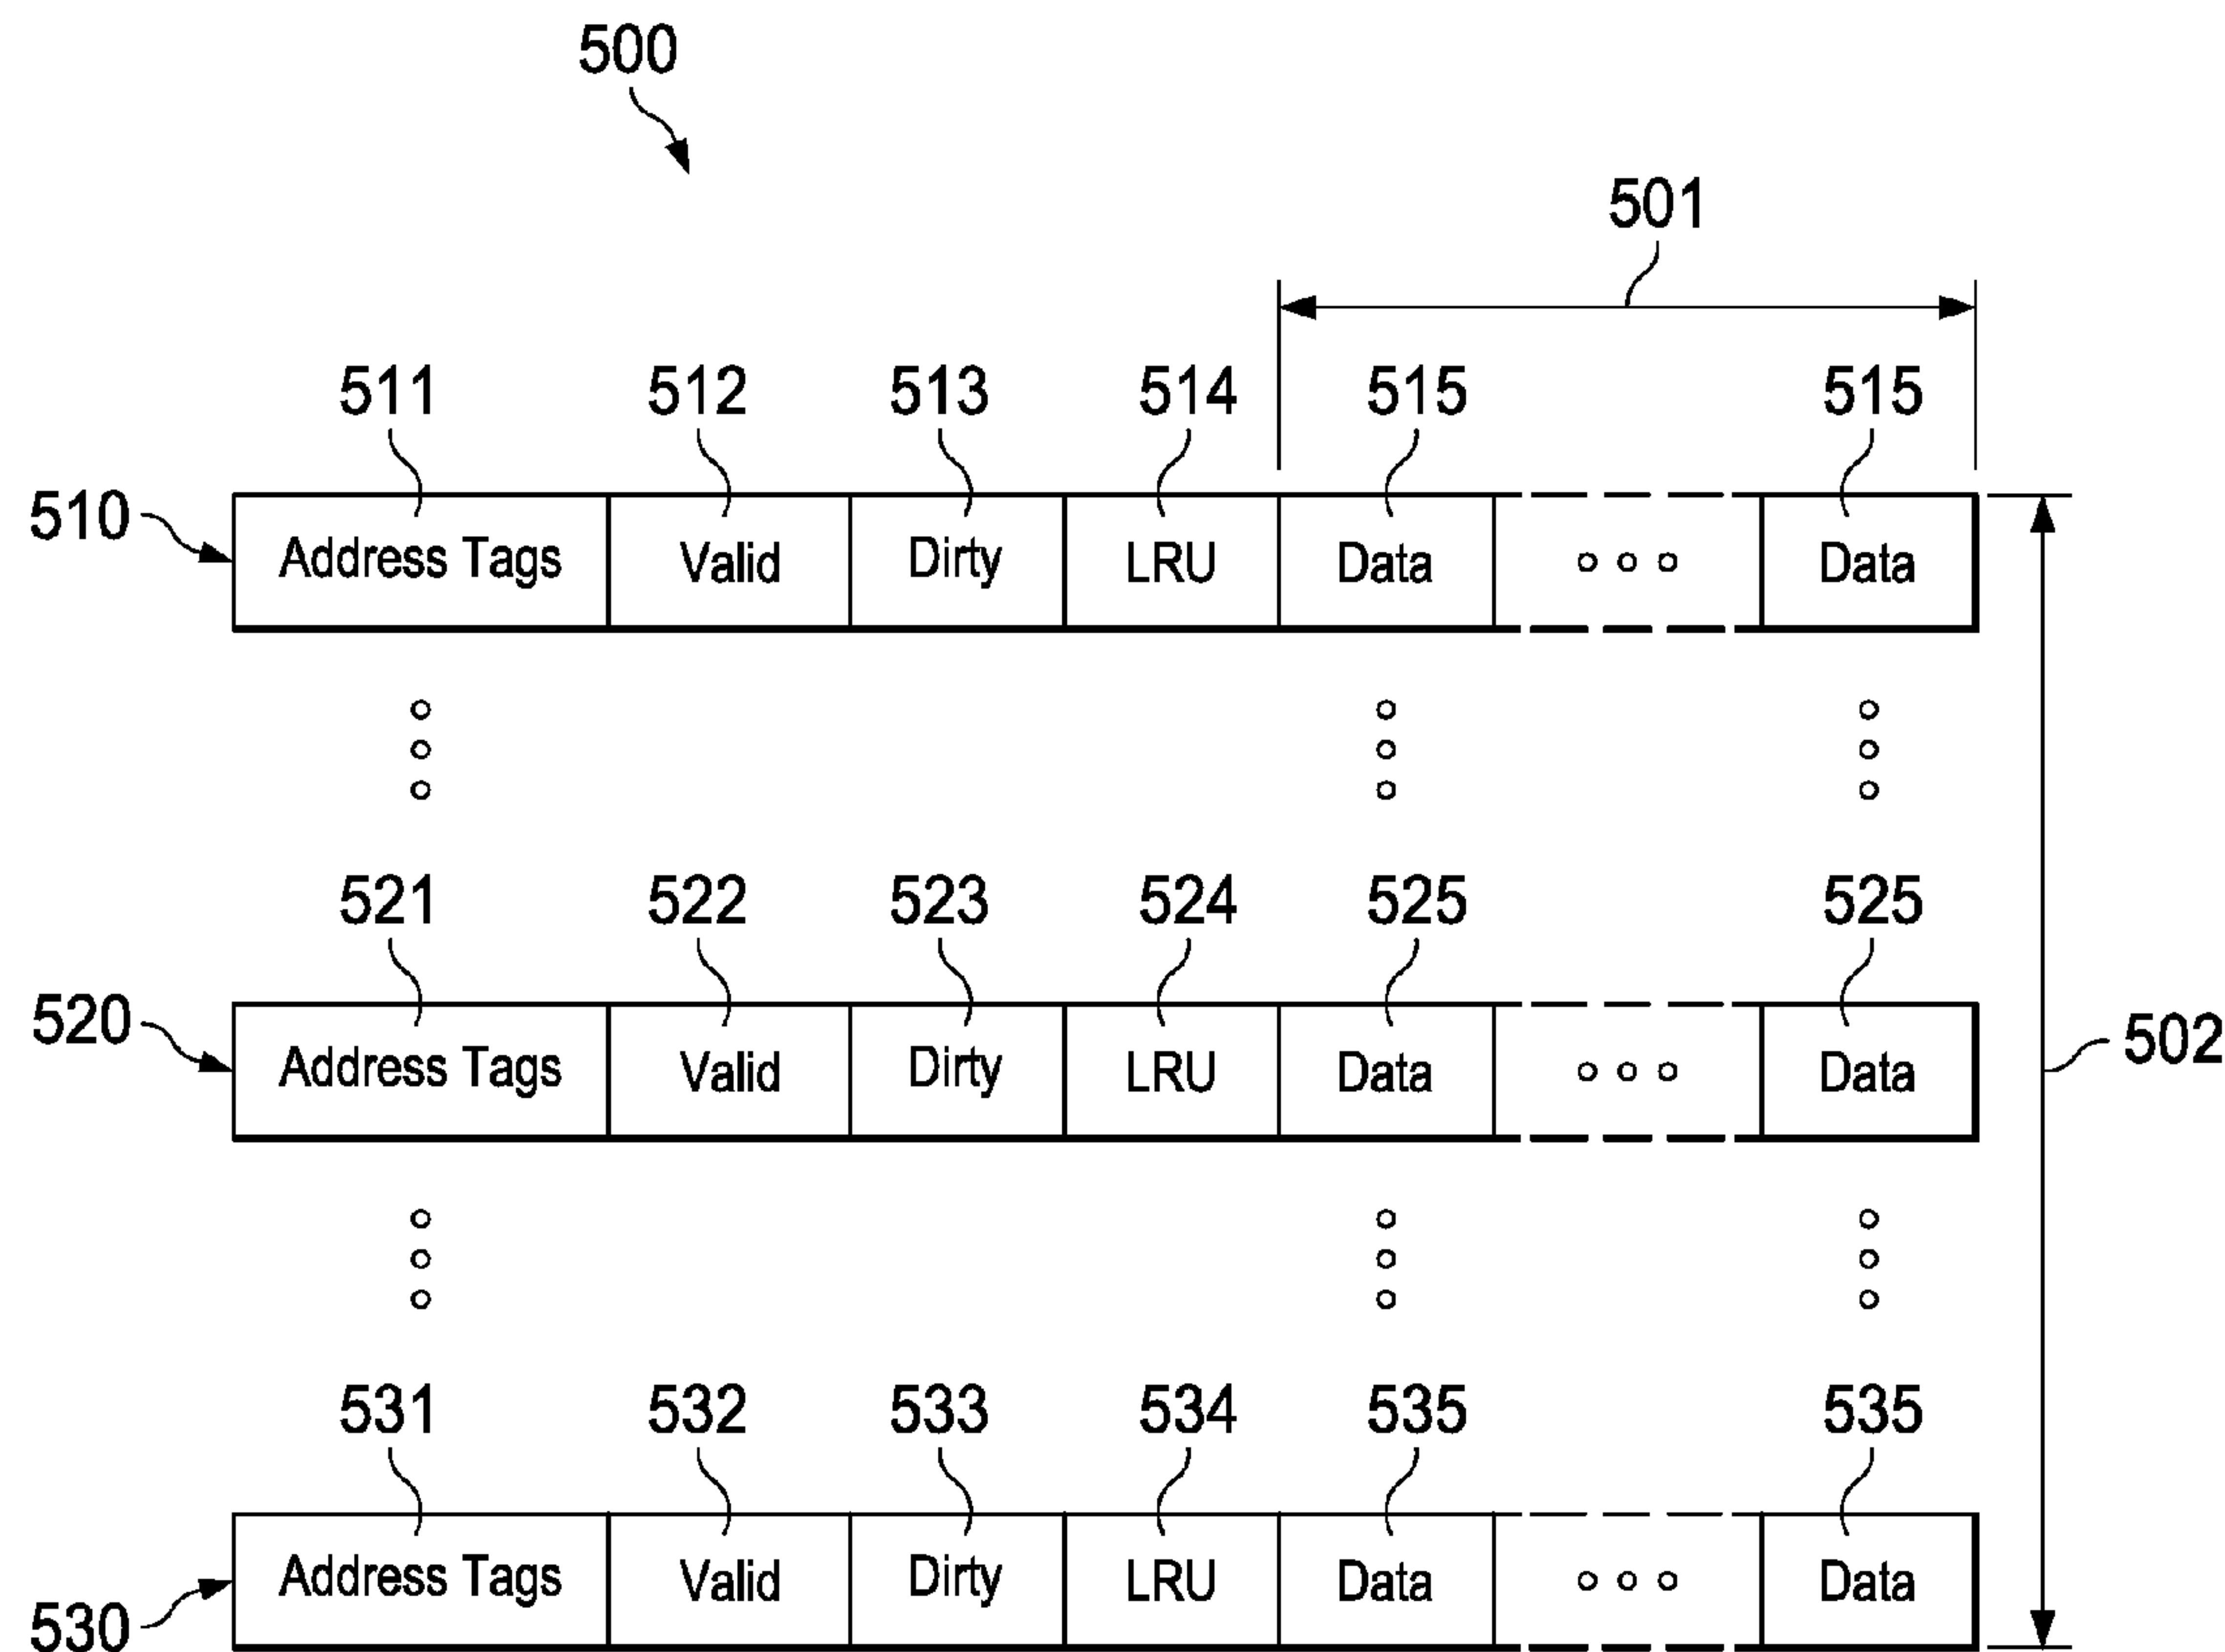 500
501
511 512 513 514 515 515
510
Address Tags Valid Dirty LRU Data Data
521 522 523 524 525 525
520
Address Tags Valid Dirty LRU Data Data
502
531 532 533 534 535 535
Address Tags Valid Dirty LRU Data Data
530